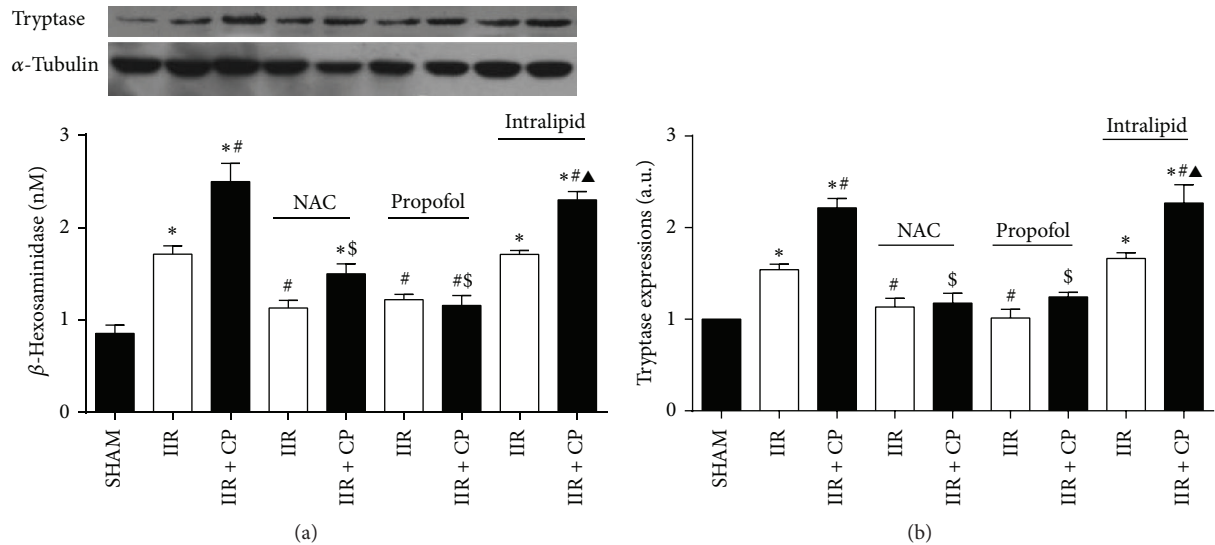 Tryptase
α-Tubulin
Intralipid
3
*#
*#▲
β-Hexosaminidase (nM)
NAC
Propofol
2
*
*$
*
#
#
#$
1
0
SHAM
IIR
IIR + CP
IIR
IIR + CP
IIR
IIR + CP
IIR
IIR + CP
(a)
Intralipid
3
*#
*#▲
Tryptase expressions (a.u.)
NAC
Propofol
2
*
*
#
$
#
$
1
0
SHAM
IIR
IIR + CP
IIR
IIR + CP
IIR
IIR + CP
IIR
IIR + CP
(b)